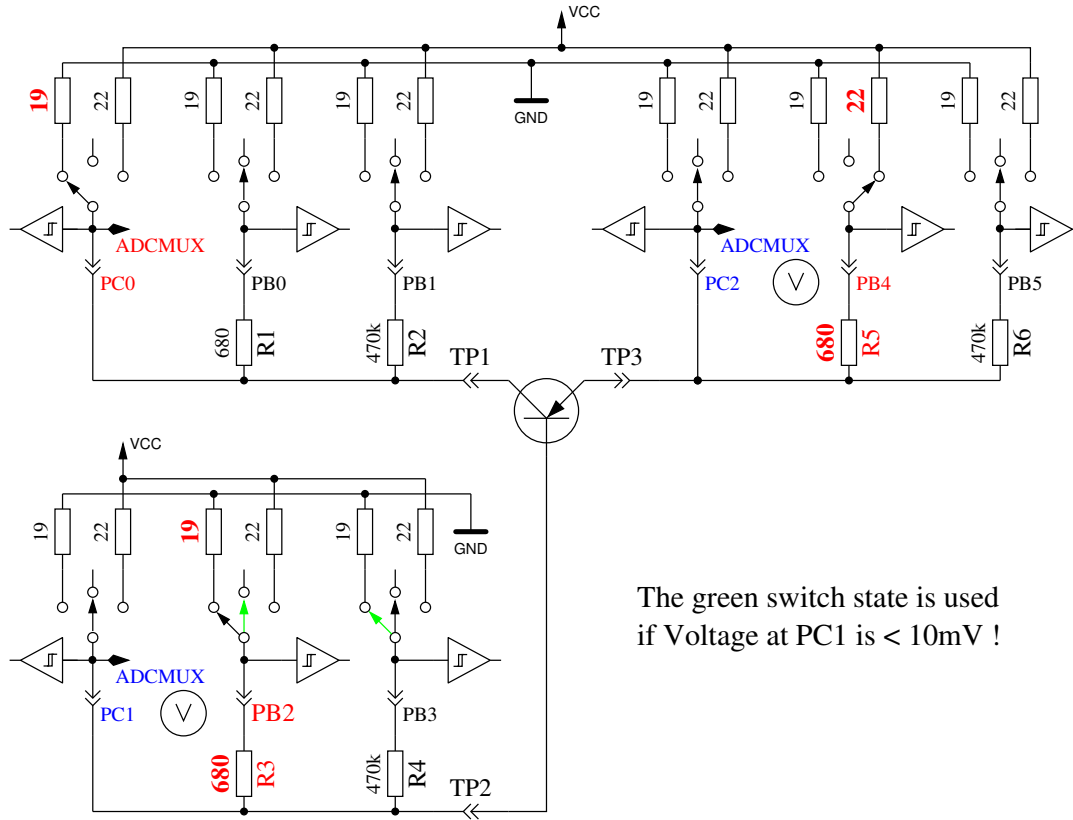 VCC
19
22
19
22
19
22
GND
19
22
19
22
19
22
ADCMUX
ADCMUX
PC0
PB0
PB1
PC2
V
PB4
PB5
680
R1
470k
R2
680
R5
470k
R6
TP1
TP3
VCC
19
22
19
22
19
22
GND
The green switch state is used
if Voltage at PC1 is < 10mV !
ADCMUX
PC1
V
PB2
PB3
680
R3
470k
R4
TP2